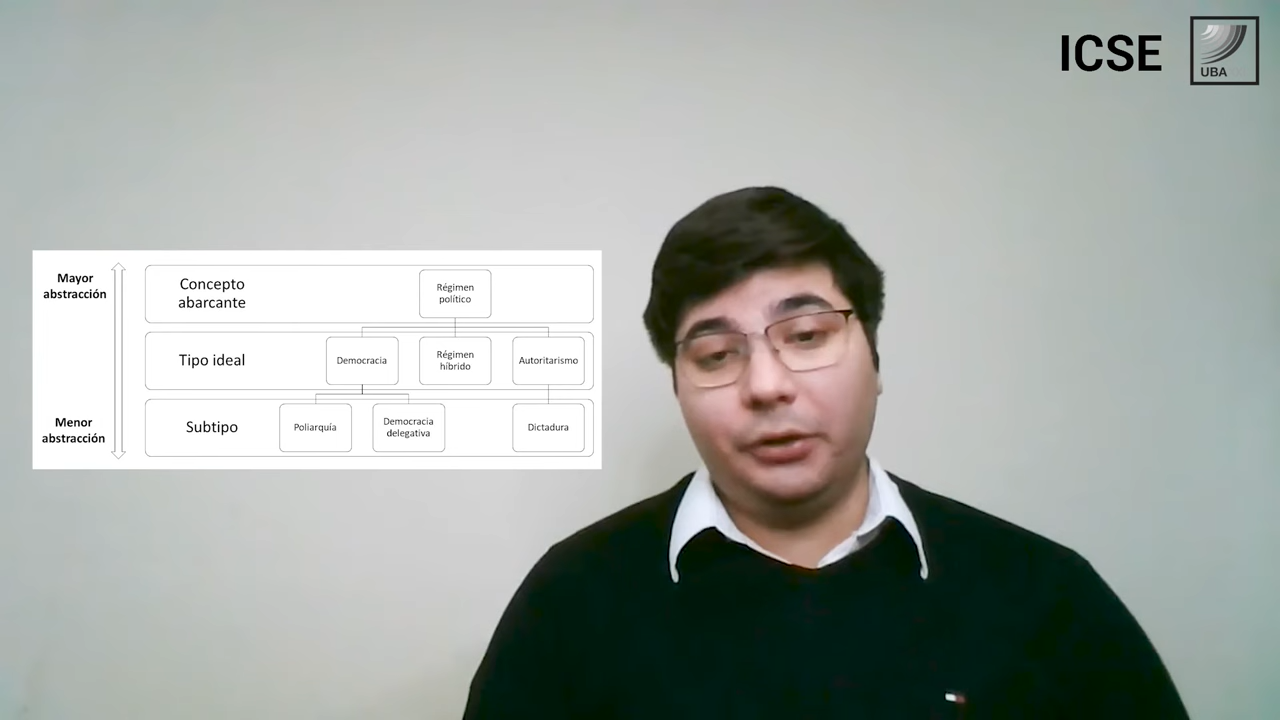 ICSE
UBA
Mayor
abstracción
Concepto
abarcante
Régimen
político
Tipo ideal
Democracia
Régimen
híbrido
Autoritarismo
Menor
abstracción
Subtipo
Poliarquía
Democracia
delegativa
Dictadura